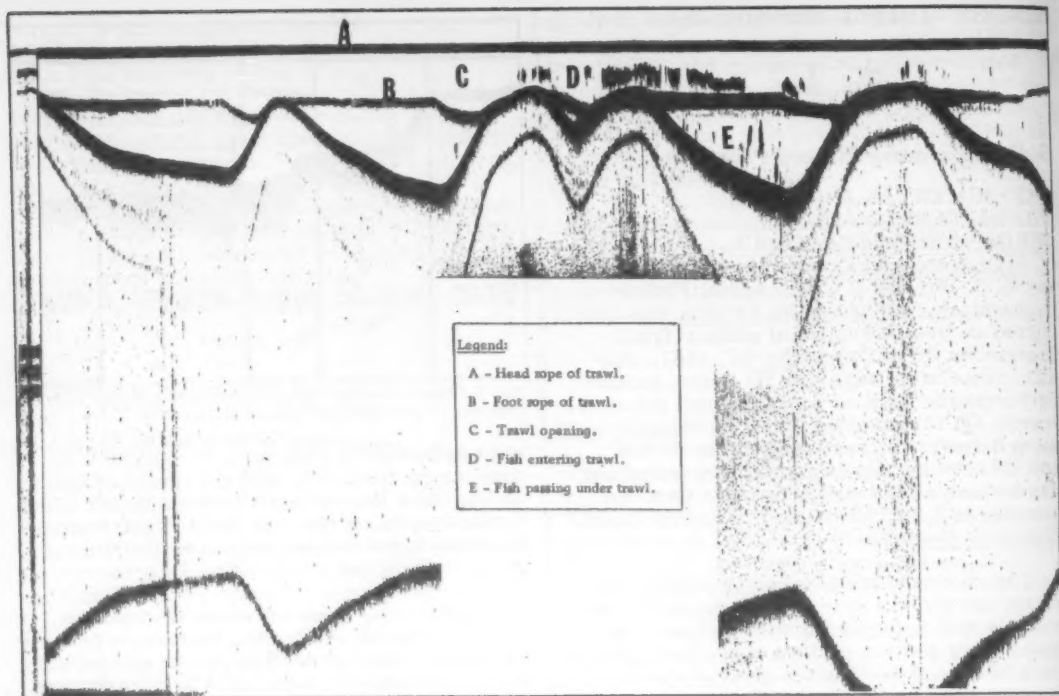 A
B
C
D
E
Legend:
A - Head rope of trawl.
B - Foot rope of trawl.
C - Trawl opening.
D - Fish entering trawl.
E - Fish passing under trawl.